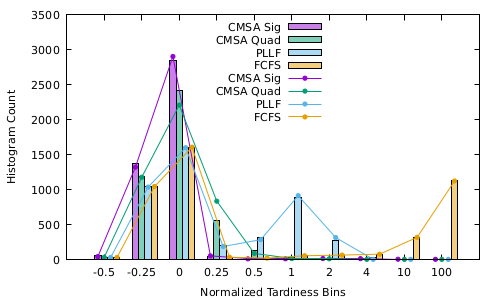 3500
3000
2500
2000
1500
1000
500
0
Histogram Count
CMSA Sig
CMSA Quad
PLLF
FCFS
CMSA Sig
CMSA Quad
PLLF
FCFS
-0.5 -0.25 0 0.25 0.5 1 2 4 10 100
Normalized Tardiness Bins